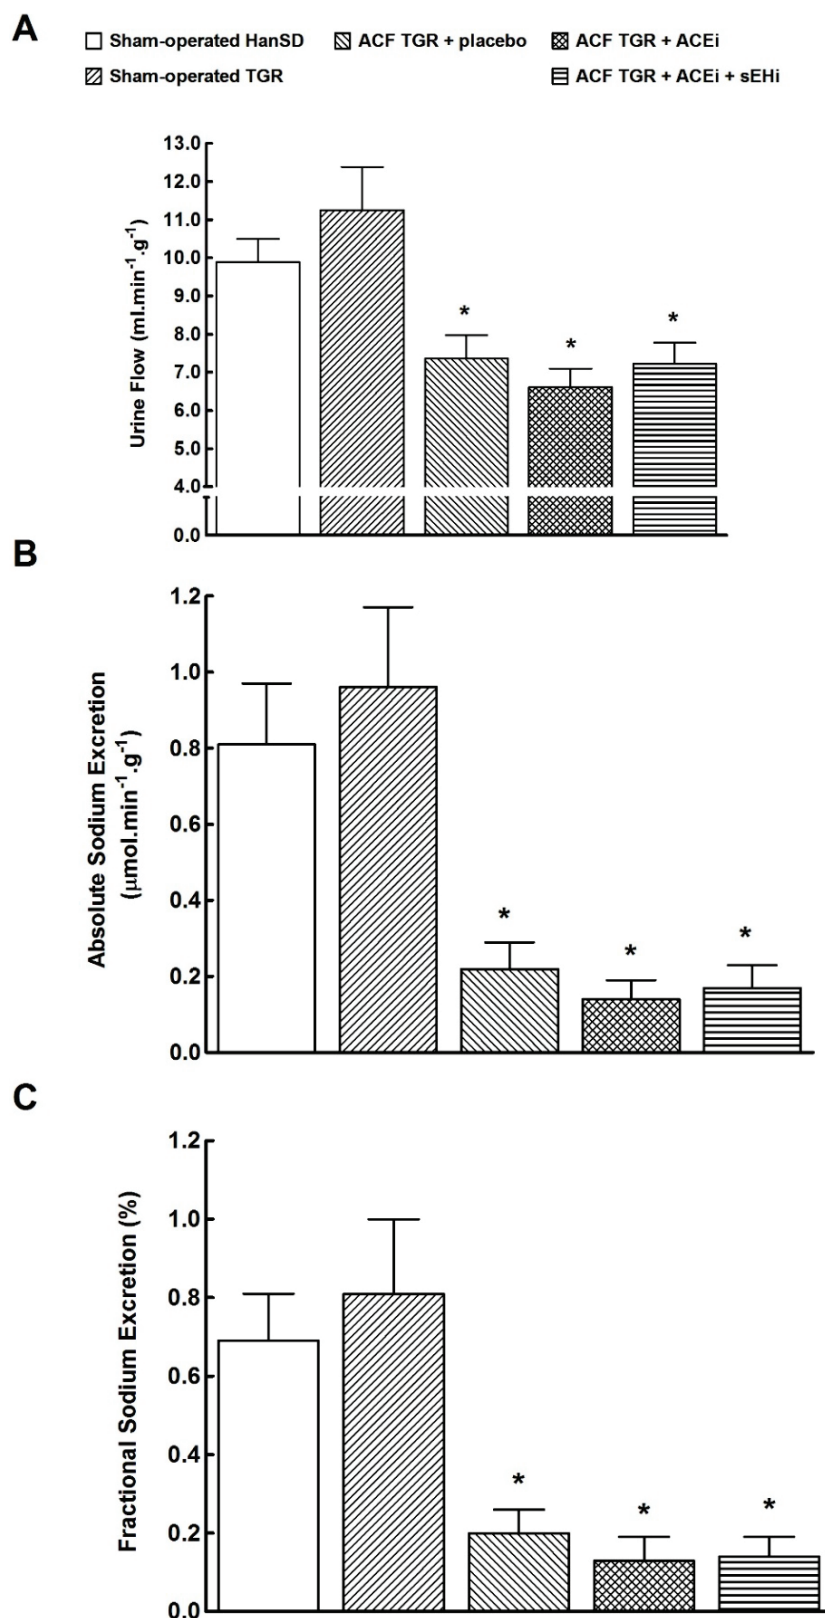 A
Sham-operated HanSD
ACF TGR + placebo
ACF TGR + ACEi
Sham-operated TGR
ACF TGR + ACEi + sEHi
Urine Flow (ml.min⁻¹.g⁻¹)
13.0
12.0
11.0
10.0
9.0
8.0
7.0
6.0
5.0
4.0
0.0
*
*
*
B
Absolute Sodium Excretion
(μmol.min⁻¹.g⁻¹)
1.2
1.0
0.8
0.6
0.4
0.2
0.0
*
*
*
C
Fractional Sodium Excretion (%)
1.2
1.0
0.8
0.6
0.4
0.2
0.0
*
*
*